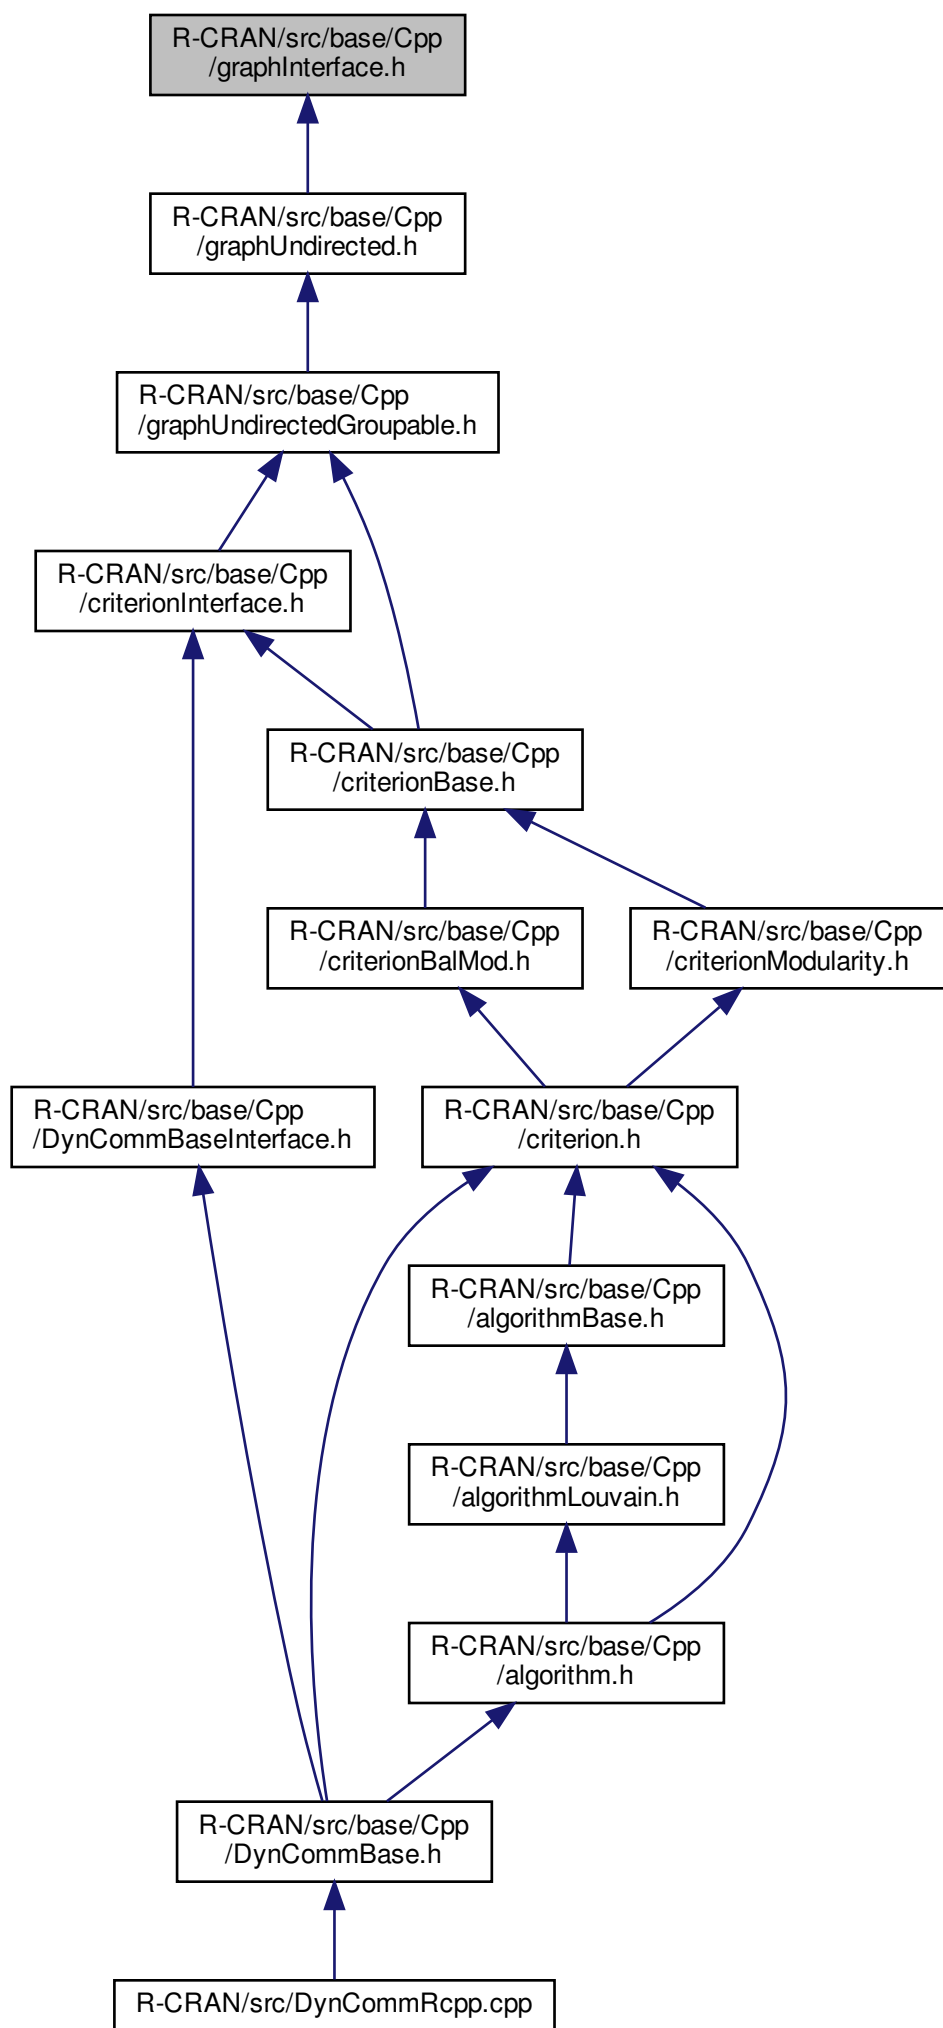 R-CRAN/src/base/Cpp
/graphInterface.h
R-CRAN/src/base/Cpp
/graphUndirected.h
R-CRAN/src/base/Cpp
/graphUndirectedGroupable.h
R-CRAN/src/base/Cpp
/criterionInterface.h
R-CRAN/src/base/Cpp
/criterionBase.h
R-CRAN/src/base/Cpp
/criterionBalMod.h
R-CRAN/src/base/Cpp
/criterionModularity.h
R-CRAN/src/base/Cpp
/DynCommBaseInterface.h
R-CRAN/src/base/Cpp
/criterion.h
R-CRAN/src/base/Cpp
/algorithmBase.h
R-CRAN/src/base/Cpp
/algorithmLouvain.h
R-CRAN/src/base/Cpp
/algorithm.h
R-CRAN/src/base/Cpp
/DynCommBase.h
R-CRAN/src/DynCommRcpp.cpp